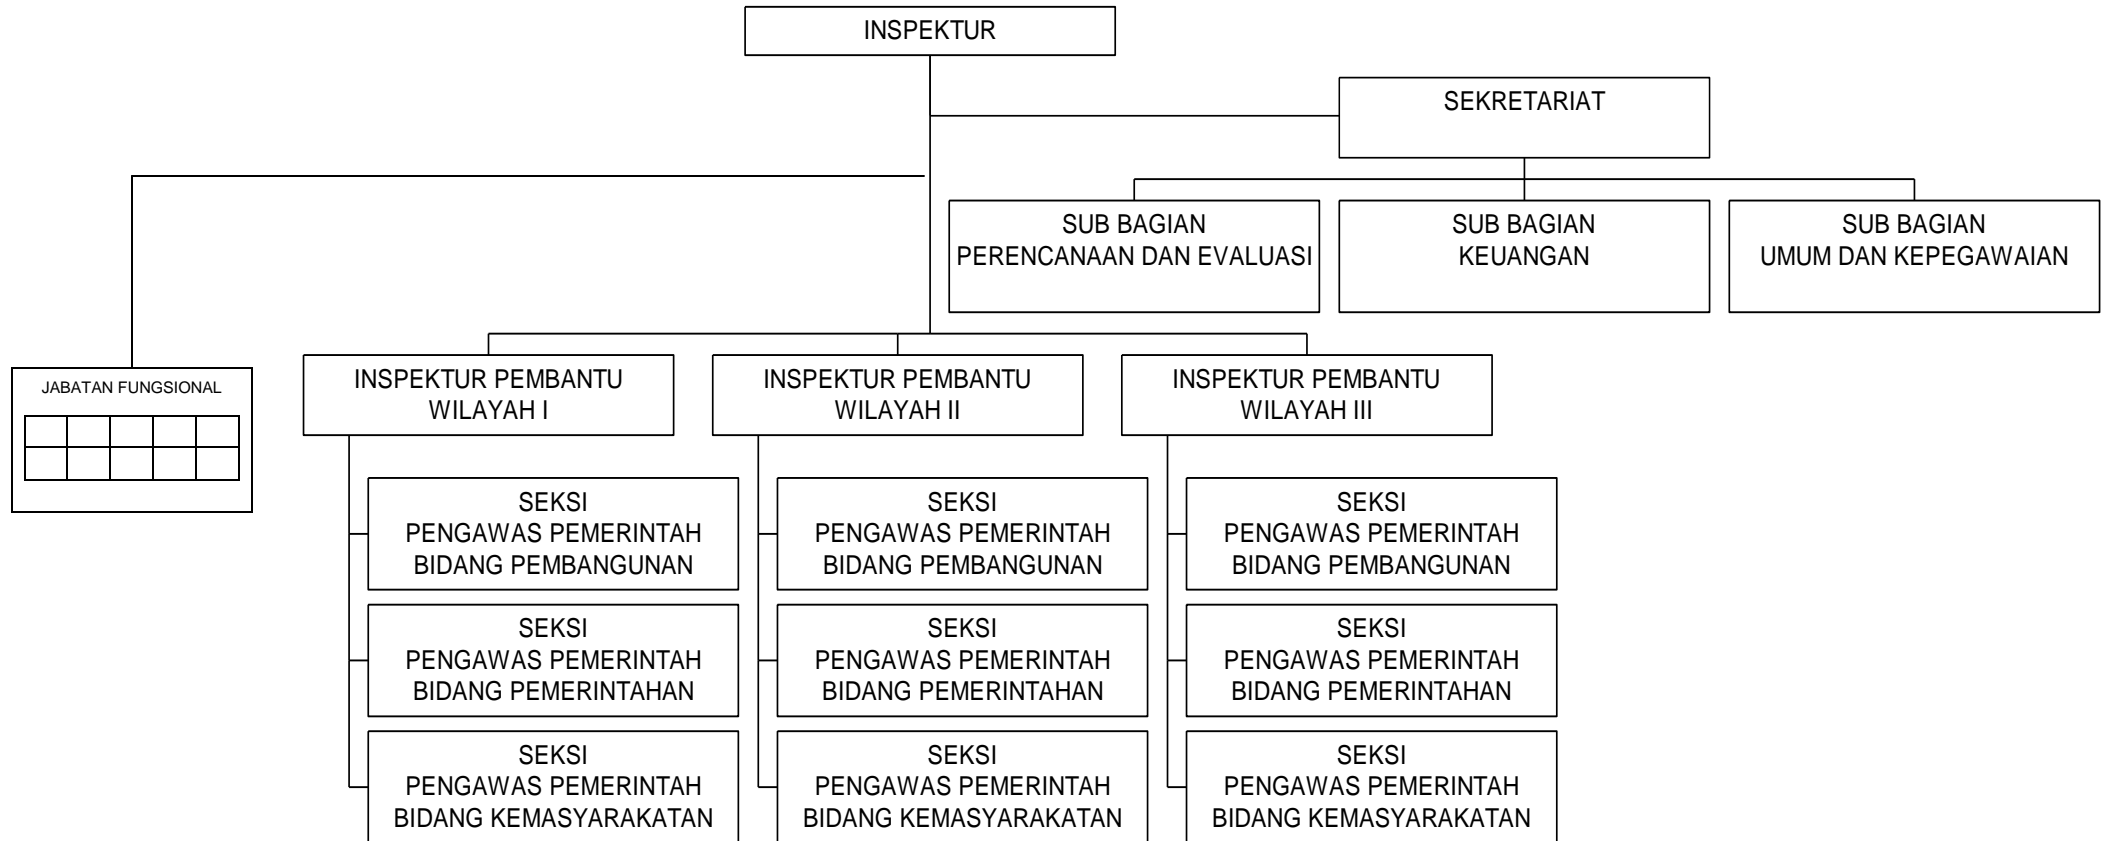 INSPEKTUR
SEKRETARIAT
SUB BAGIAN
PERENCANAAN DAN EVALUASI
SUB BAGIAN
KEUANGAN
SUB BAGIAN
UMUM DAN KEPEGAWAIAN
JABATAN FUNGSIONAL
INSPEKTUR PEMBANTU
WILAYAH I
INSPEKTUR PEMBANTU
WILAYAH II
INSPEKTUR PEMBANTU
WILAYAH III
SEKSI
PENGAWAS PEMERINTAH
BIDANG PEMBANGUNAN
SEKSI
PENGAWAS PEMERINTAH
BIDANG PEMBANGUNAN
SEKSI
PENGAWAS PEMERINTAH
BIDANG PEMBANGUNAN
SEKSI
PENGAWAS PEMERINTAH
BIDANG PEMERINTAHAN
SEKSI
PENGAWAS PEMERINTAH
BIDANG PEMERINTAHAN
SEKSI
PENGAWAS PEMERINTAH
BIDANG PEMERINTAHAN
SEKSI
PENGAWAS PEMERINTAH
BIDANG KEMASYARAKATAN
SEKSI
PENGAWAS PEMERINTAH
BIDANG KEMASYARAKATAN
SEKSI
PENGAWAS PEMERINTAH
BIDANG KEMASYARAKATAN